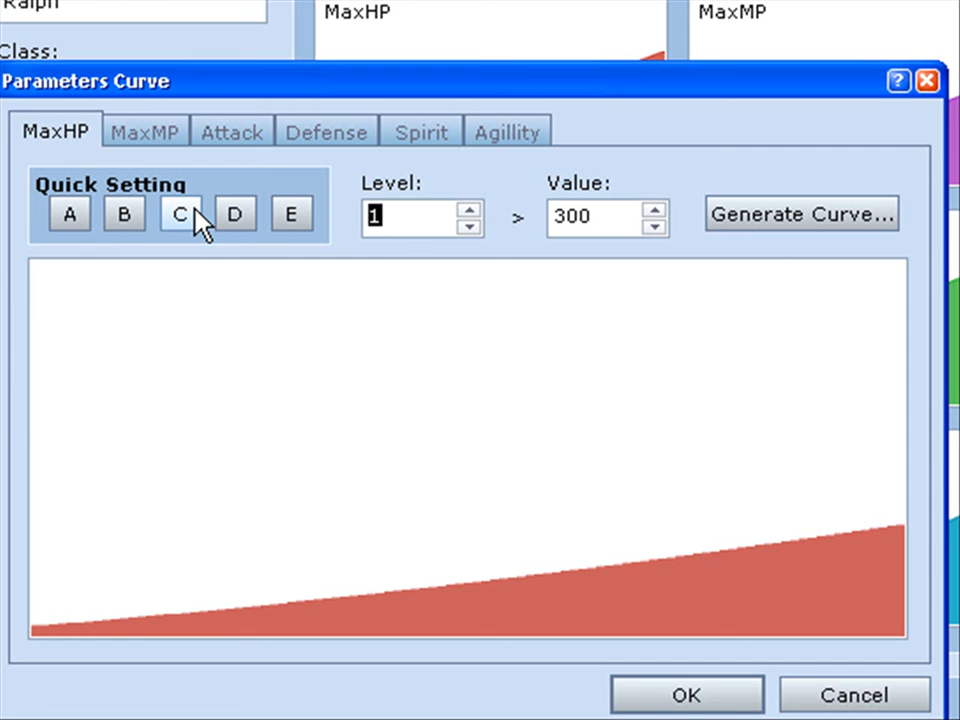 Ralph
MaxHP
MaxMP
Class:
Parameters Curve
MaxHP MaxMP Attack Defense Spirit Agillity
Quick Setting
Level:
Value:
A B C D E
1 > 300
Generate Curve...
OK Cancel